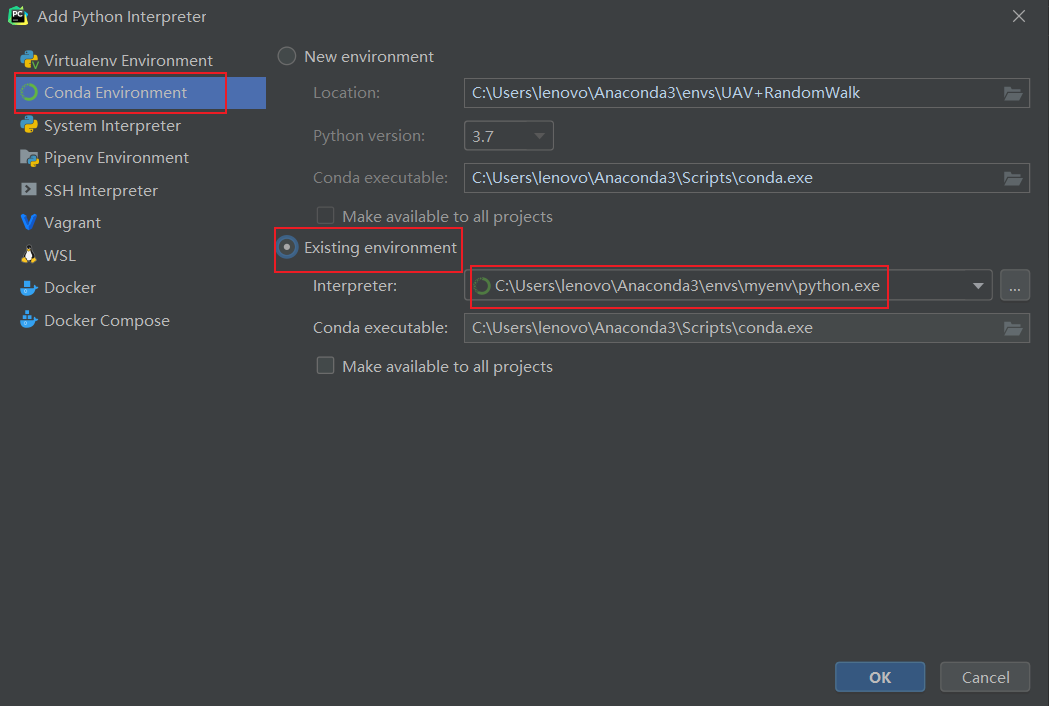 Add Python Interpreter
Virtualenv Environment
Conda Environment
System Interpreter
Pipenv Environment
SSH Interpreter
Vagrant
WSL
Docker
Docker Compose
New environment
Location: C:\Users\lenovo\Anaconda3\envs\UAV+RandomWalk
Python version: 3.7
Conda executable: C:\Users\lenovo\Anaconda3\Scripts\conda.exe
Make available to all projects
Existing environment
Interpreter: C:\Users\lenovo\Anaconda3\envs\myenv\python.exe ...
Conda executable: C:\Users\lenovo\Anaconda3\Scripts\conda.exe
Make available to all projects
OK Cancel